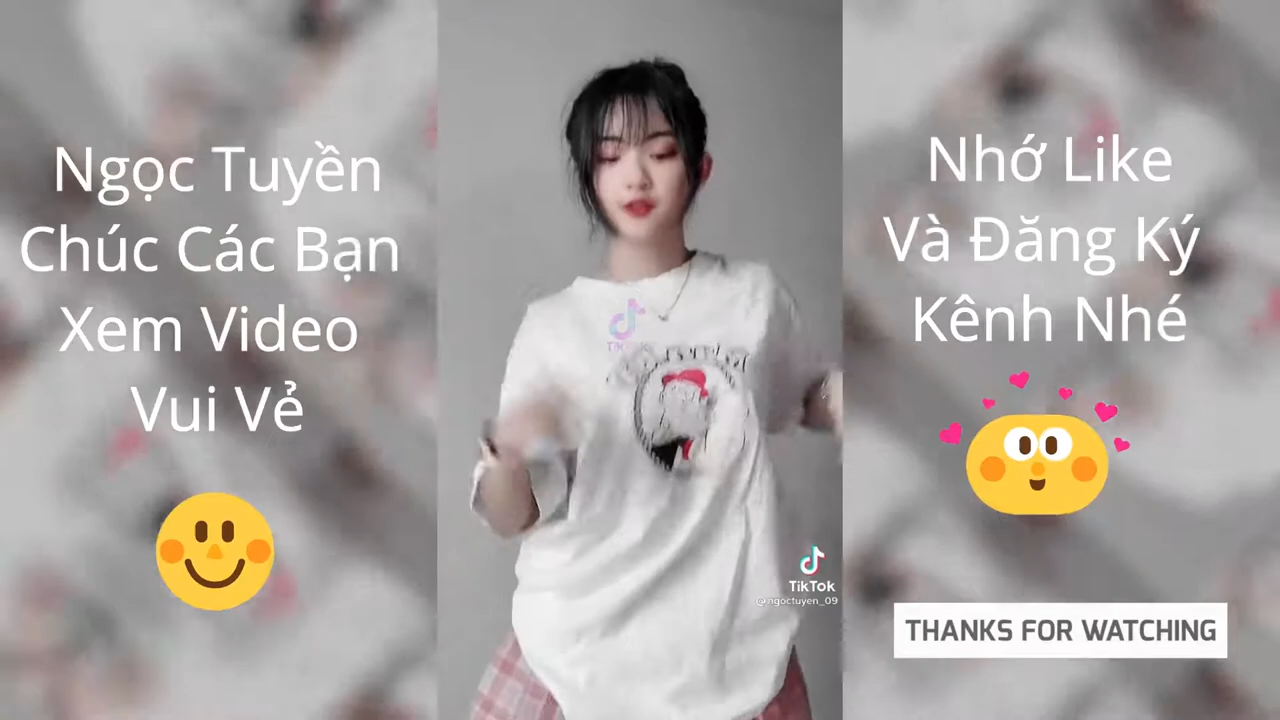 Ngọc Tuyền
Chúc Các Bạn
Xem Video
Vui Vẻ
TikTok
@ngoctuyen_09
Nhớ Like
Và Đăng Ký
Kênh Nhé
THANKS FOR WATCHING